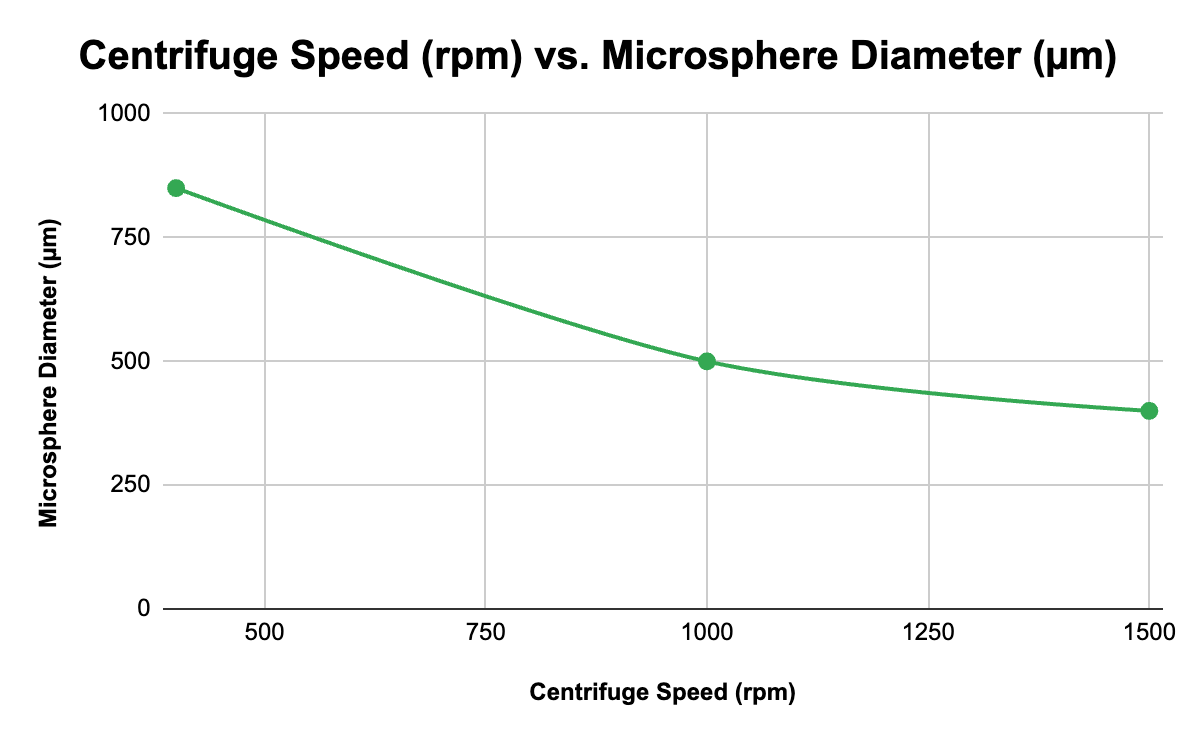 Centrifuge Speed (rpm) vs. Microsphere Diameter (μm)
1000
750
500
250
0
Microsphere Diameter (μm)
500 750 1000 1250 1500
Centrifuge Speed (rpm)